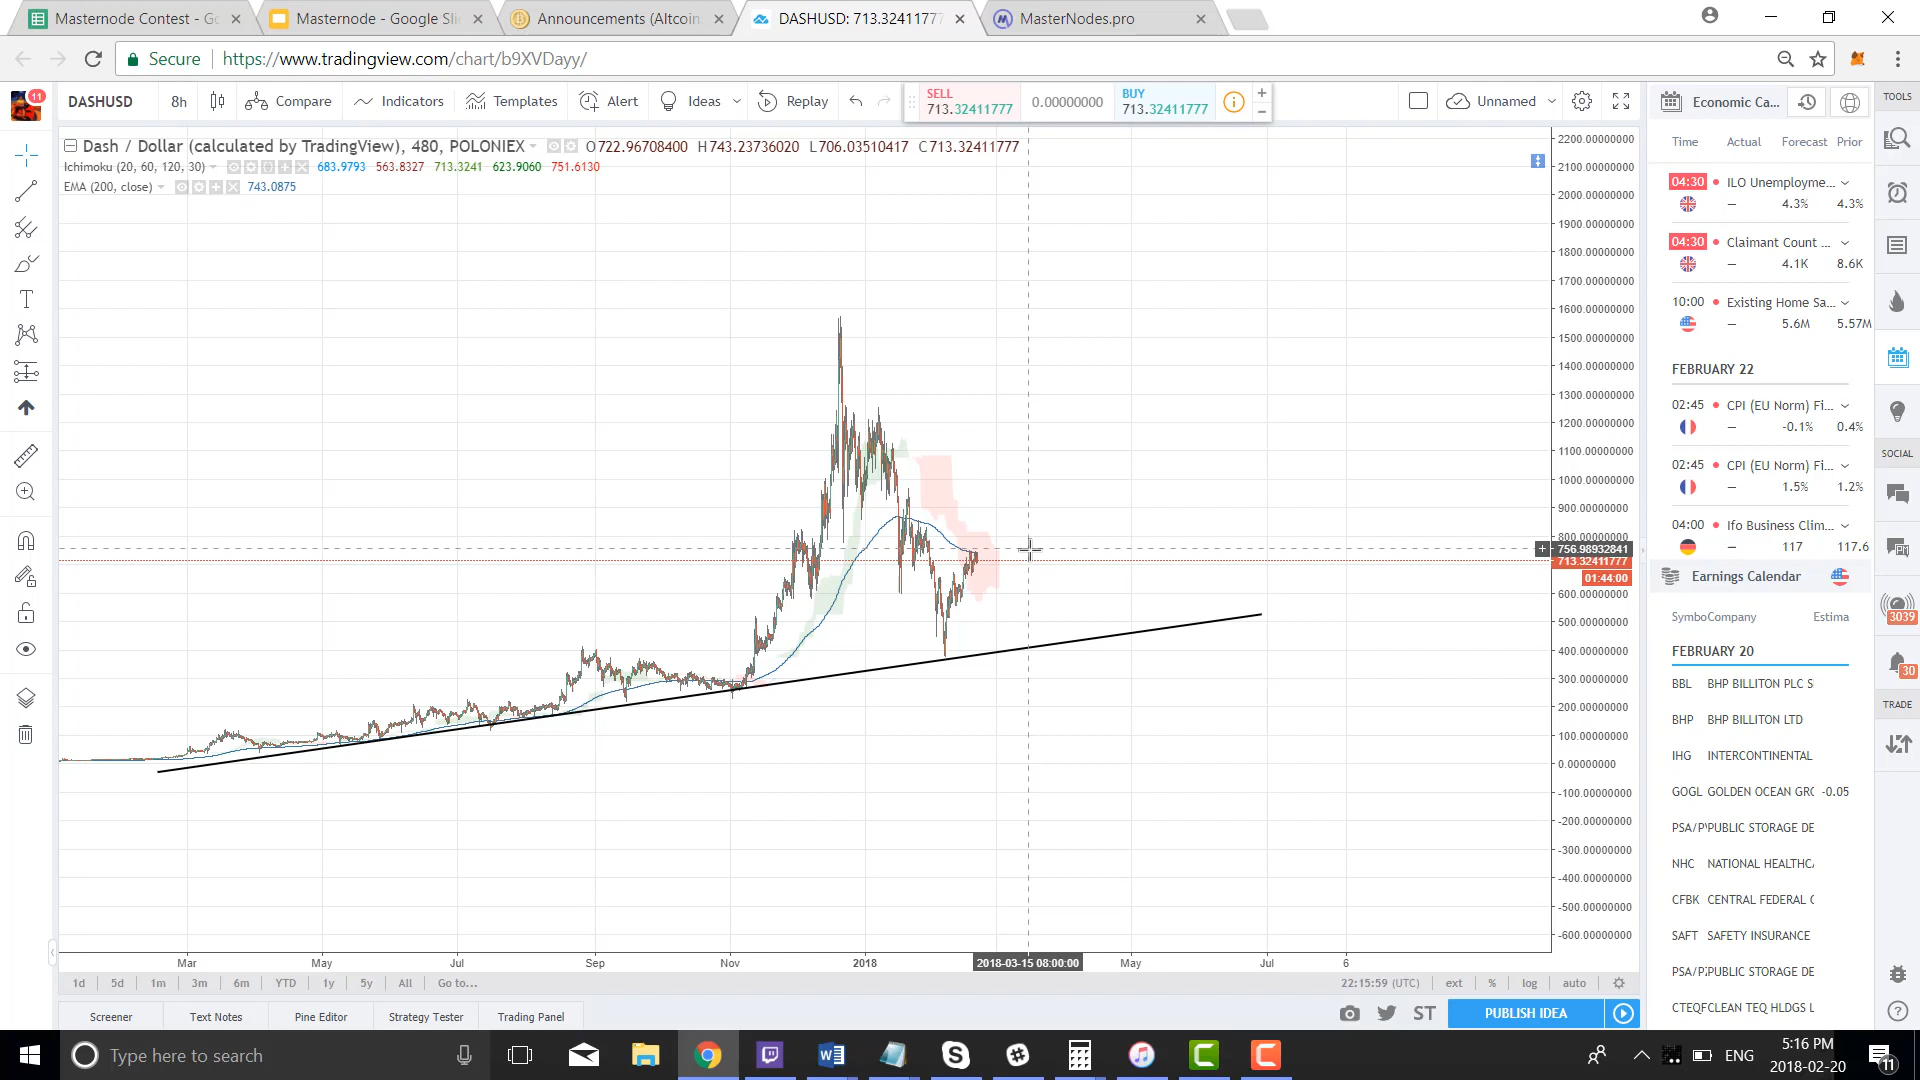 Masternode Contest - Go
Masternode - Google Sli
Announcements (Altcoin
DASHUSD: 713.32411777
MasterNodes.pro
Secure
https://www.tradingview.com/chart/b9XVDayy/
11
DASHUSD
8h
Compare
Indicators
Templates
Alert
Ideas
Replay
SELL
713.32411777
0.00000000
BUY
713.32411777
Unnamed
Economic Ca...
TOOLS
Dash / Dollar (calculated by TradingView), 480, POLONIEX
O722.96708400 H743.23736020 L706.03510417 C713.32411777
Ichimoku (20, 60, 120, 30)
683.9793 563.8327 713.3241 623.9060 751.6130
EMA (200, close)
743.0875
2200.00000000
2100.00000000
2000.00000000
1900.00000000
1800.00000000
1700.00000000
1600.00000000
1500.00000000
1400.00000000
1300.00000000
1200.00000000
1100.00000000
1000.00000000
900.00000000
800.00000000
756.98932841
713.32411777
01:44:00
600.00000000
500.00000000
400.00000000
300.00000000
200.00000000
100.00000000
0.00000000
-100.00000000
-200.00000000
-300.00000000
-400.00000000
-500.00000000
-600.00000000
Mar
May
Jul
Sep
Nov
2018
2018-03-15 08:00:00
May
Jul
6
1d
5d
1m
3m
6m
YTD
1y
5y
All
Go to...
22:15:59 (UTC)
ext
%
log
auto
Screener
Text Notes
Pine Editor
Strategy Tester
Trading Panel
ST
PUBLISH IDEA
Time Actual Forecast Prior
04:30 ILO Unemployme...
— 4.3% 4.3%
04:30 Claimant Count ...
— 4.1K 8.6K
10:00 Existing Home Sa...
— 5.6M 5.57M
FEBRUARY 22
02:45 CPI (EU Norm) Fi...
— -0.1% 0.4%
02:45 CPI (EU Norm) Fi...
— 1.5% 1.2%
04:00 Ifo Business Clim...
— 117 117.6
Earnings Calendar
SymboCompany Estima
FEBRUARY 20
BBL BHP BILLITON PLC S
BHP BHP BILLITON LTD
IHG INTERCONTINENTAL
GOGL GOLDEN OCEAN GRO -0.05
PSA/P PUBLIC STORAGE DE
NHC NATIONAL HEALTHCA
CFBK CENTRAL FEDERAL C
SAFT SAFETY INSURANCE
PSA/P PUBLIC STORAGE DE
CTEQFCLEAN TEQ HLDGS L
SOCIAL
3039
30
TRADE
Type here to search
ENG
5:16 PM
2018-02-20
11